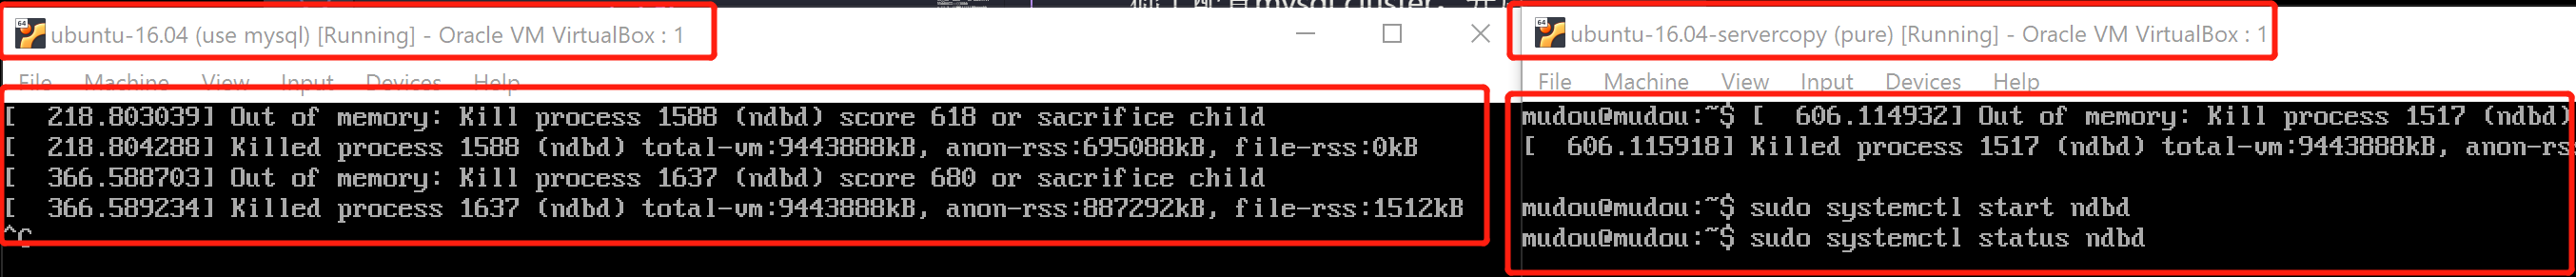 ubuntu-16.04 (use mysql) [Running] - Oracle VM VirtualBox : 1
File Machine View Input Devices Help
[  218.803039] Out of memory: Kill process 1588 (ndbd) score 618 or sacrifice child
[  218.804288] Killed process 1588 (ndbd) total-vm:9443888kB, anon-rss:695088kB, file-rss:0kB
[  366.588703] Out of memory: Kill process 1637 (ndbd) score 680 or sacrifice child
[  366.589234] Killed process 1637 (ndbd) total-vm:9443888kB, anon-rss:887292kB, file-rss:1512kB
^C
64
ubuntu-16.04-servercopy (pure) [Running] - Oracle VM VirtualBox : 1
File Machine View Input Devices Help
mudou@mudou:~$ [  606.114932] Out of memory: Kill process 1517 (ndbd)
[  606.115918] Killed process 1517 (ndbd) total-vm:9443888kB, anon-rs
mudou@mudou:~$ sudo systemctl start ndbd
mudou@mudou:~$ sudo systemctl status ndbd